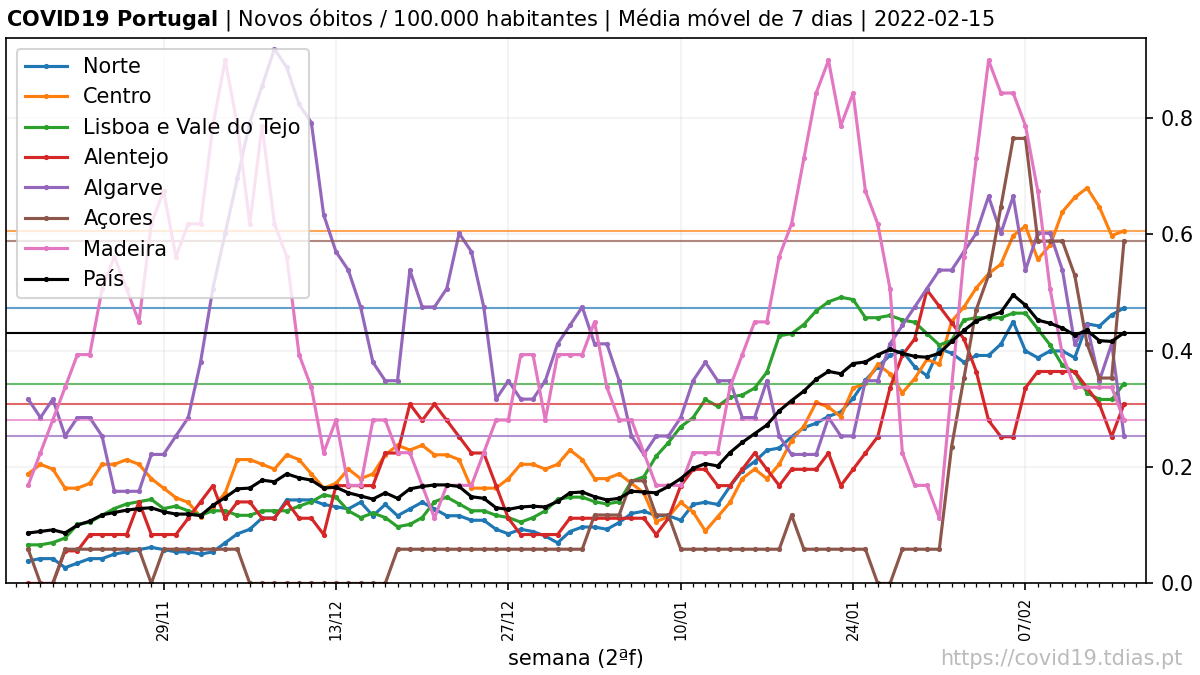 COVID19 Portugal | Novos óbitos / 100.000 habitantes | Média móvel de 7 dias | 2022-02-15
Norte
Centro
Lisboa e Vale do Tejo
Alentejo
Algarve
Açores
Madeira
País
0.8
0.6
0.4
0.2
0.0
29/11
13/12
27/12
10/01
24/01
07/02
semana (2ªf)
https://covid19.tdias.pt